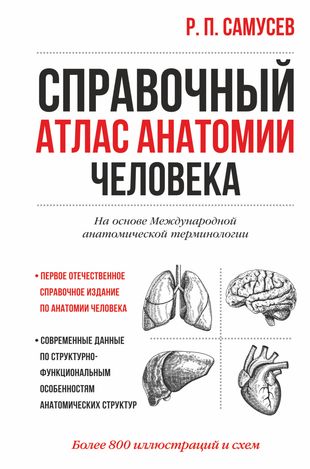 Р. П. САМУСЕВ
СПРАВОЧНЫЙ
АТЛАС АНАТОМИИ
ЧЕЛОВЕКА
На основе Международной
анатомической терминологии
• ПЕРВОЕ ОТЕЧЕСТВЕННОЕ
СПРАВОЧНОЕ ИЗДАНИЕ
ПО АНАТОМИИ ЧЕЛОВЕКА
• СОВРЕМЕННЫЕ ДАННЫЕ
ПО СТРУКТУРНО-
ФУНКЦИОНАЛЬНЫМ
ОСОБЕННОСТЯМ
АНАТОМИЧЕСКИХ СТРУКТУР
Более 800 иллюстраций и схем